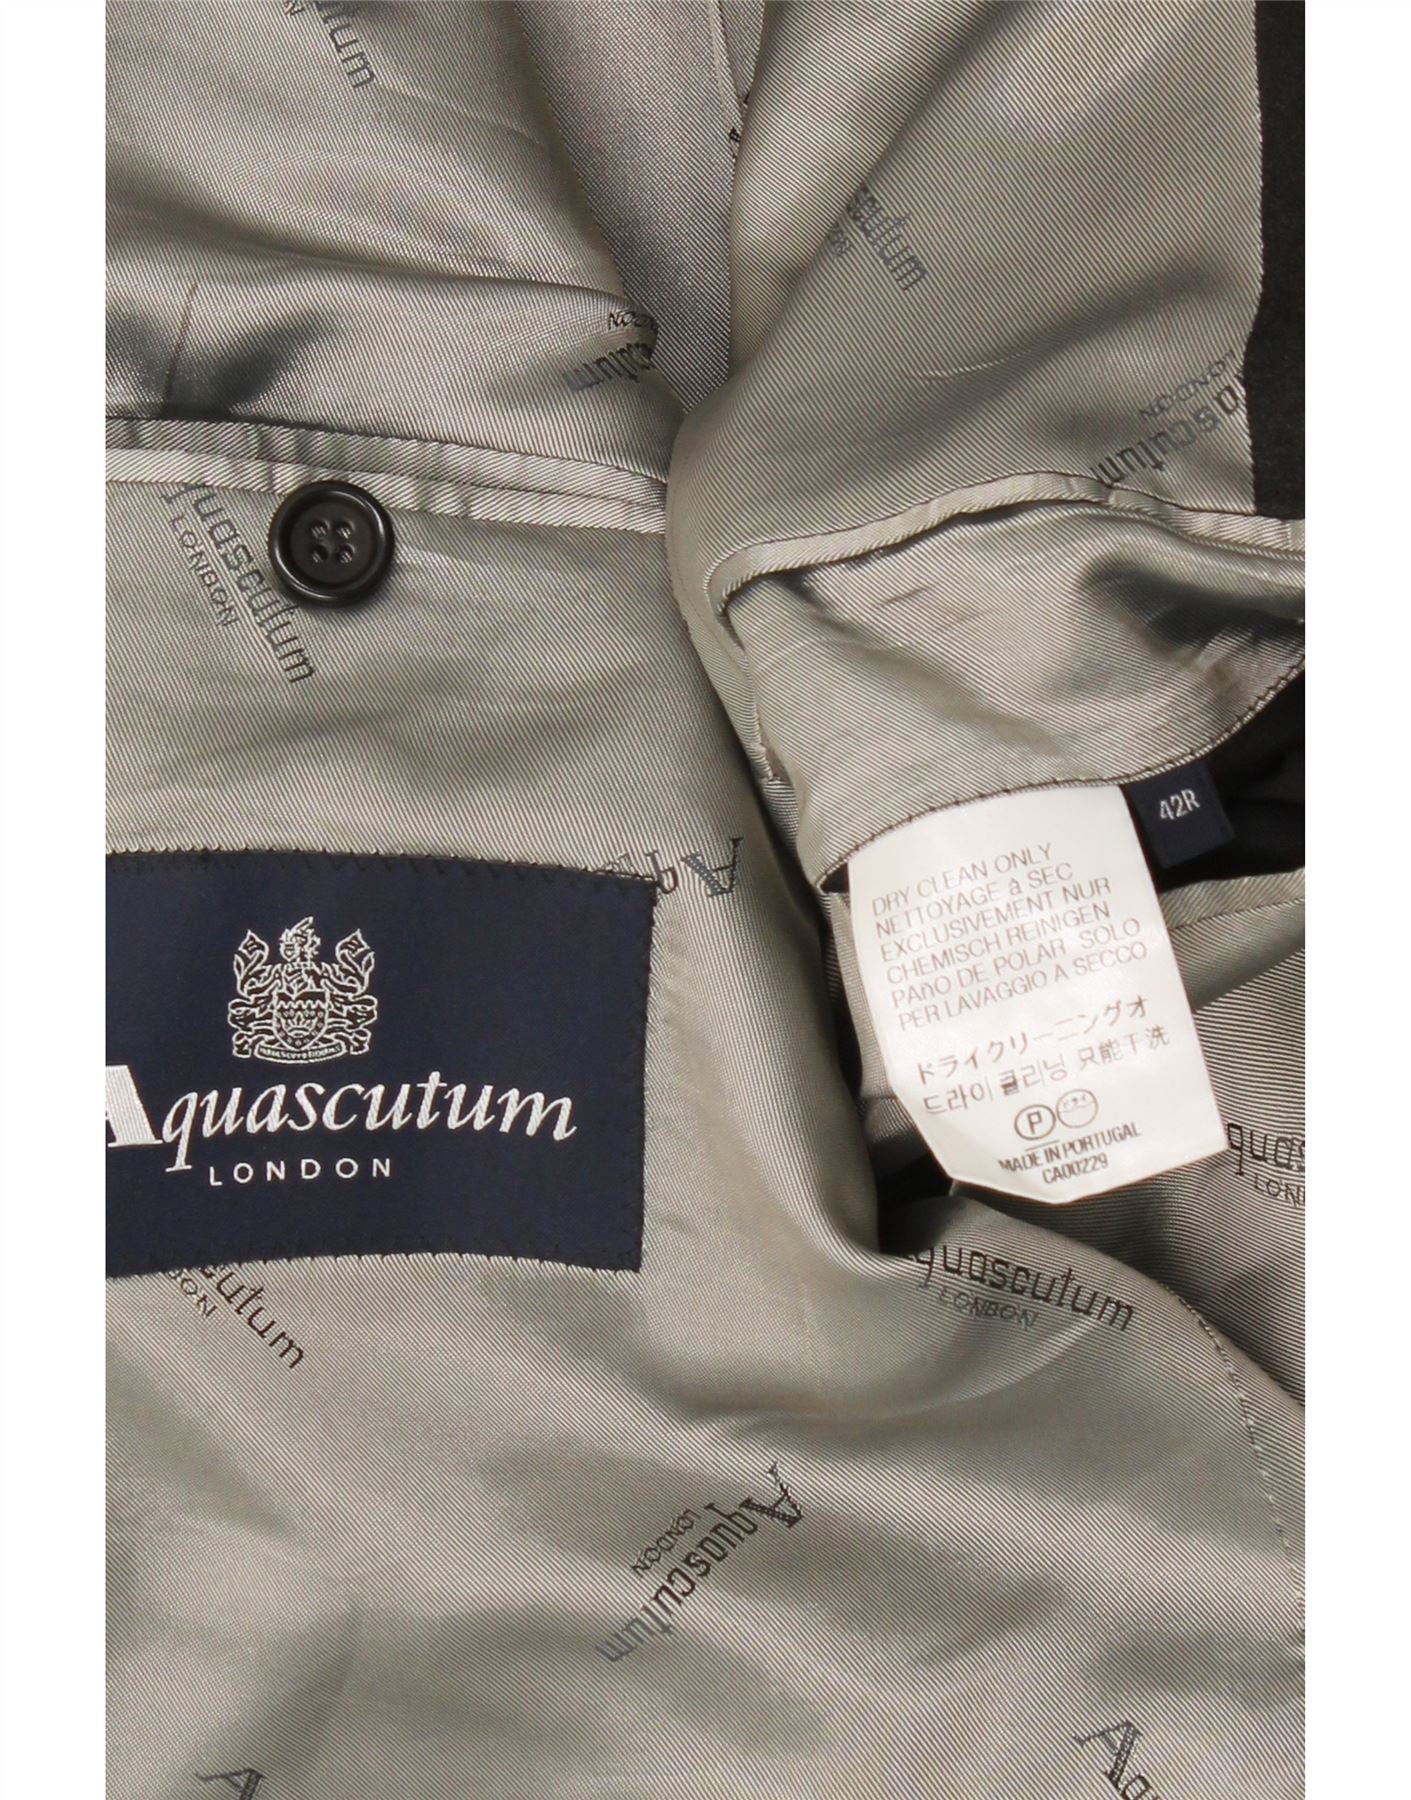 Aquascutum
LONDON
42R
DRY CLEAN ONLY
NETTOYAGE à SEC
EXCLUSIVEMENT NUR
CHEMISCH REINIGEN
PAñO DE POLAR SOLO
PER LAVAGGIO A SECCO
ドライクリーニングオ
드라이 클리닝 只能干洗
P
MADE IN PORTUGAL
CA00229
quascutum
LONDON
Aquascutum
LONDON
Aquascutum
LONDON